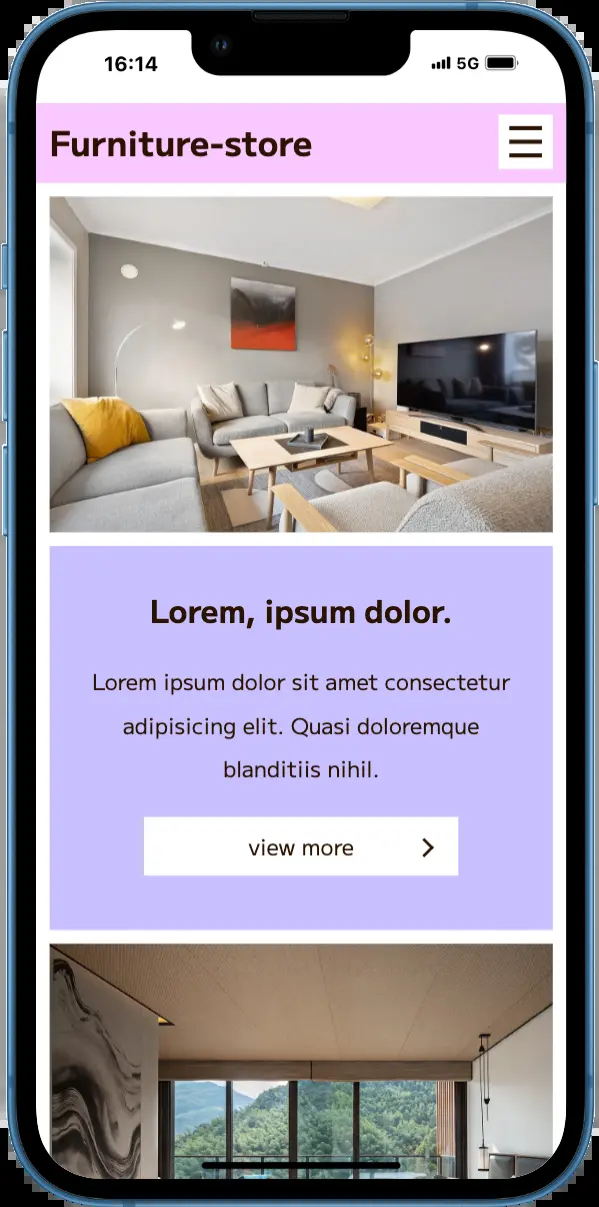 16:14
5G
Furniture-store
Lorem, ipsum dolor.
Lorem ipsum dolor sit amet consectetur
adipisicing elit. Quasi doloremque
blanditiis nihil.
view more